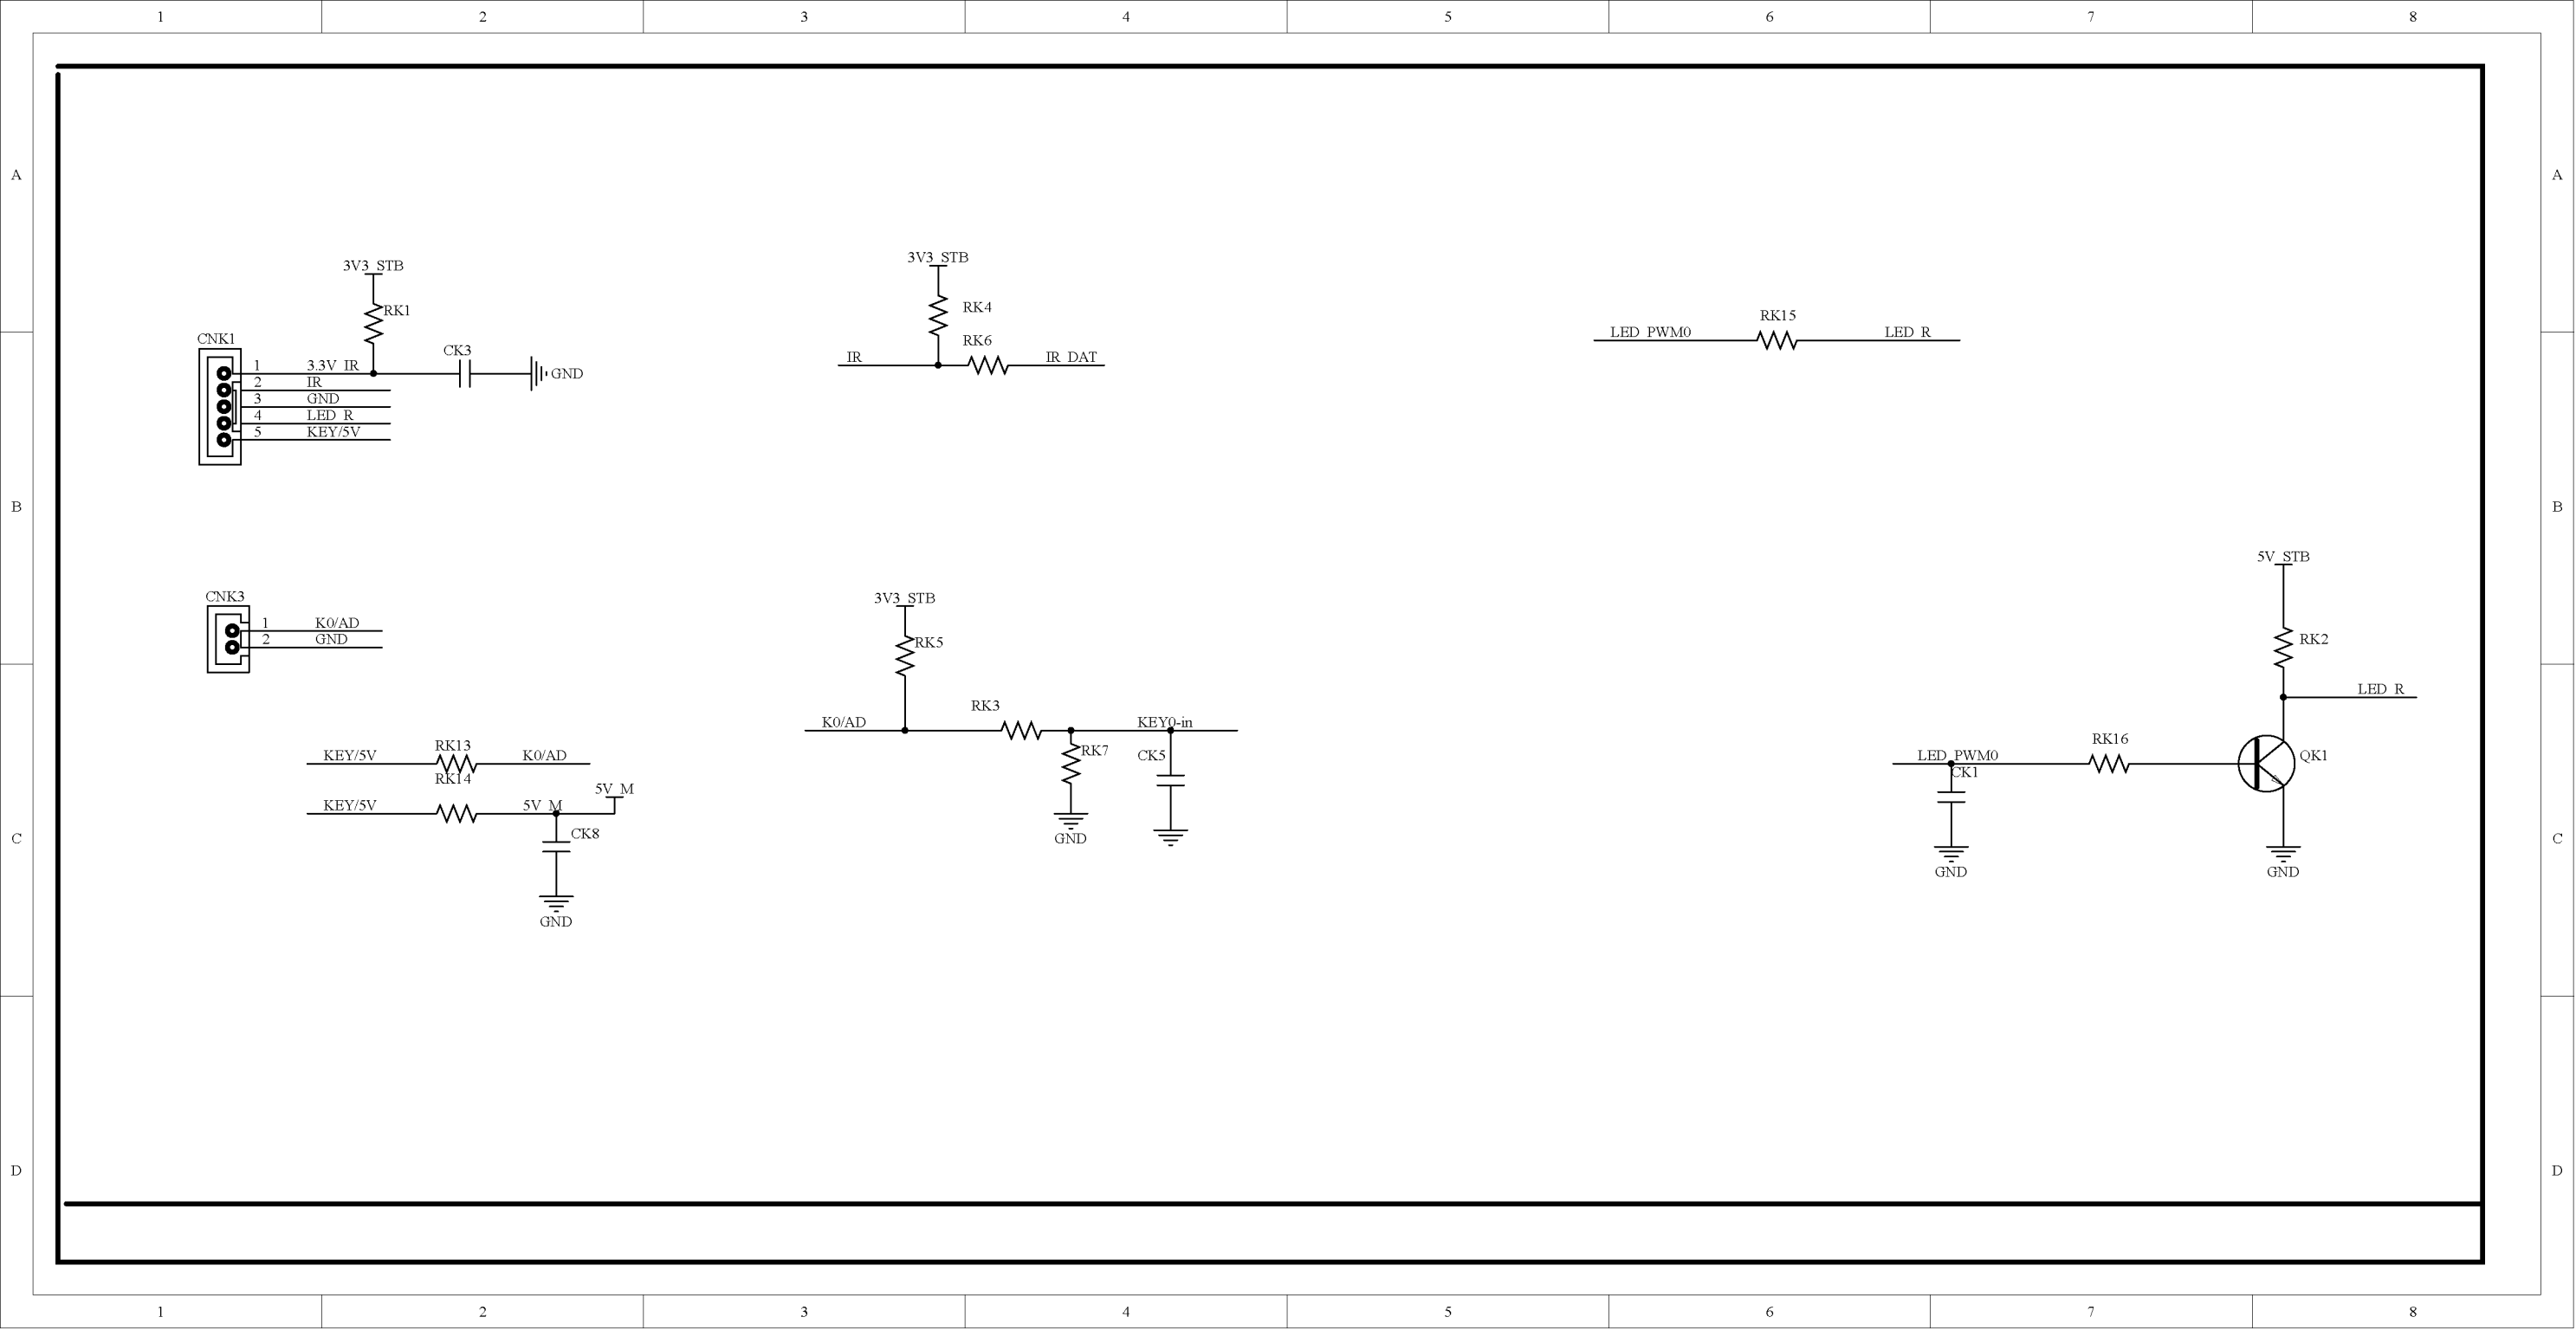 1 2 3 4 5 6 7 8
A A
3V3_STB
RK1
CNK1
1 3.3V_IR
2 IR
3 GND
4 LED_R
5 KEY/5V
CK3
GND
3V3_STB
RK4
RK6
IR IR_DAT
RK15
LED_PWM0 LED_R
B B
CNK3
1 K0/AD
2 GND
3V3_STB
RK5
RK3
K0/AD KEY0-in
RK7
CK5
GND
5V_STB
RK2
LED_R
RK16
LED_PWM0
CK1
QK1
GND
GND
RK13
KEY/5V K0/AD
RK14
KEY/5V 5V_M
5V_M
CK8
GND
C C
D D
1 2 3 4 5 6 7 8